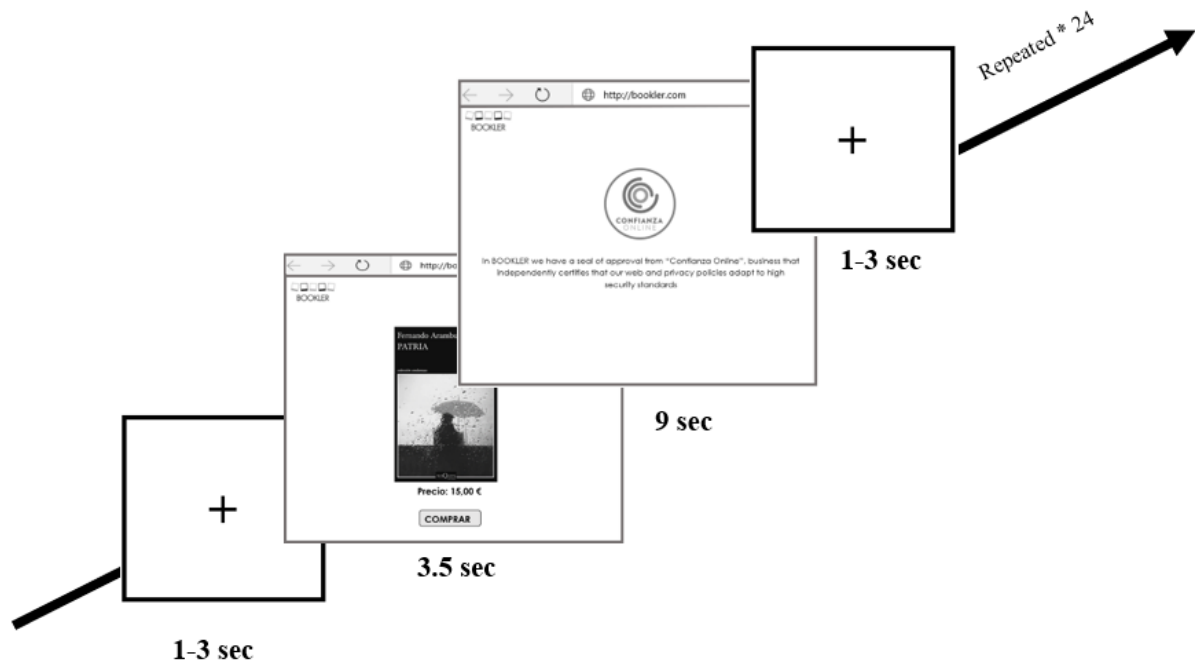 Repeated * 24
http://bookler.com
BOOKLER
CONFIANZA
ONLINE
In BOOKLER we have a seal of approval from "Confianza Online", business that
independently certifies that our web and privacy policies adapt to high
security standards
+
1-3 sec
9 sec
http://bo
BOOKLER
Fernando Arambu
PATRIA
Precio: 15,00 €
COMPRAR
3.5 sec
+
1-3 sec